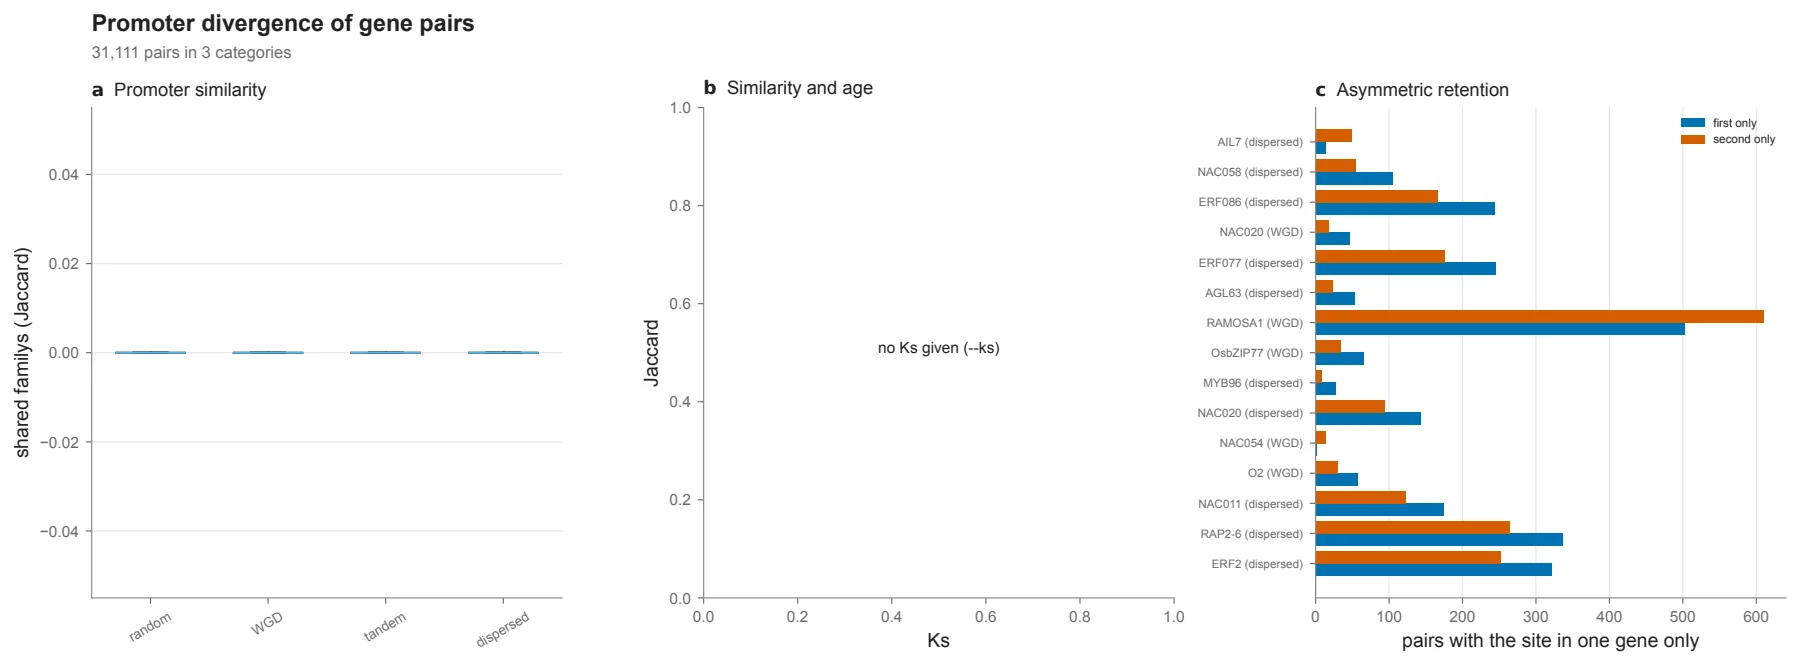 Promoter divergence of gene pairs
31,111 pairs in 3 categories
a Promoter similarity
shared familys (Jaccard)
0.04
0.02
0.00
−0.02
−0.04
random
WGD
tandem
dispersed
b Similarity and age
Jaccard
1.0
0.8
0.6
0.4
0.2
0.0
no Ks given (--ks)
0.0 0.2 0.4 0.6 0.8 1.0
Ks
c Asymmetric retention
first only
second only
AIL7 (dispersed)
NAC058 (dispersed)
ERF086 (dispersed)
NAC020 (WGD)
ERF077 (dispersed)
AGL63 (dispersed)
RAMOSA1 (WGD)
OsbZIP77 (WGD)
MYB96 (dispersed)
NAC020 (dispersed)
NAC054 (WGD)
O2 (WGD)
NAC011 (dispersed)
RAP2-6 (dispersed)
ERF2 (dispersed)
0 100 200 300 400 500 600
pairs with the site in one gene only